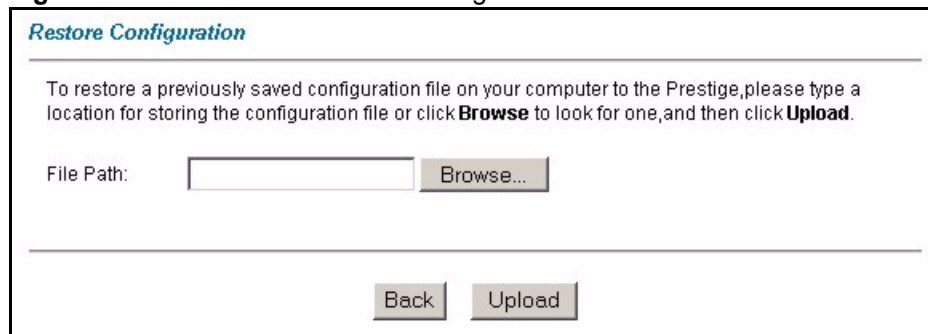 Restore Configuration
To restore a previously saved configuration file on your computer to the Prestige,please type a
location for storing the configuration file or click Browse to look for one,and then click Upload.
File Path:
Browse...
Back
Upload